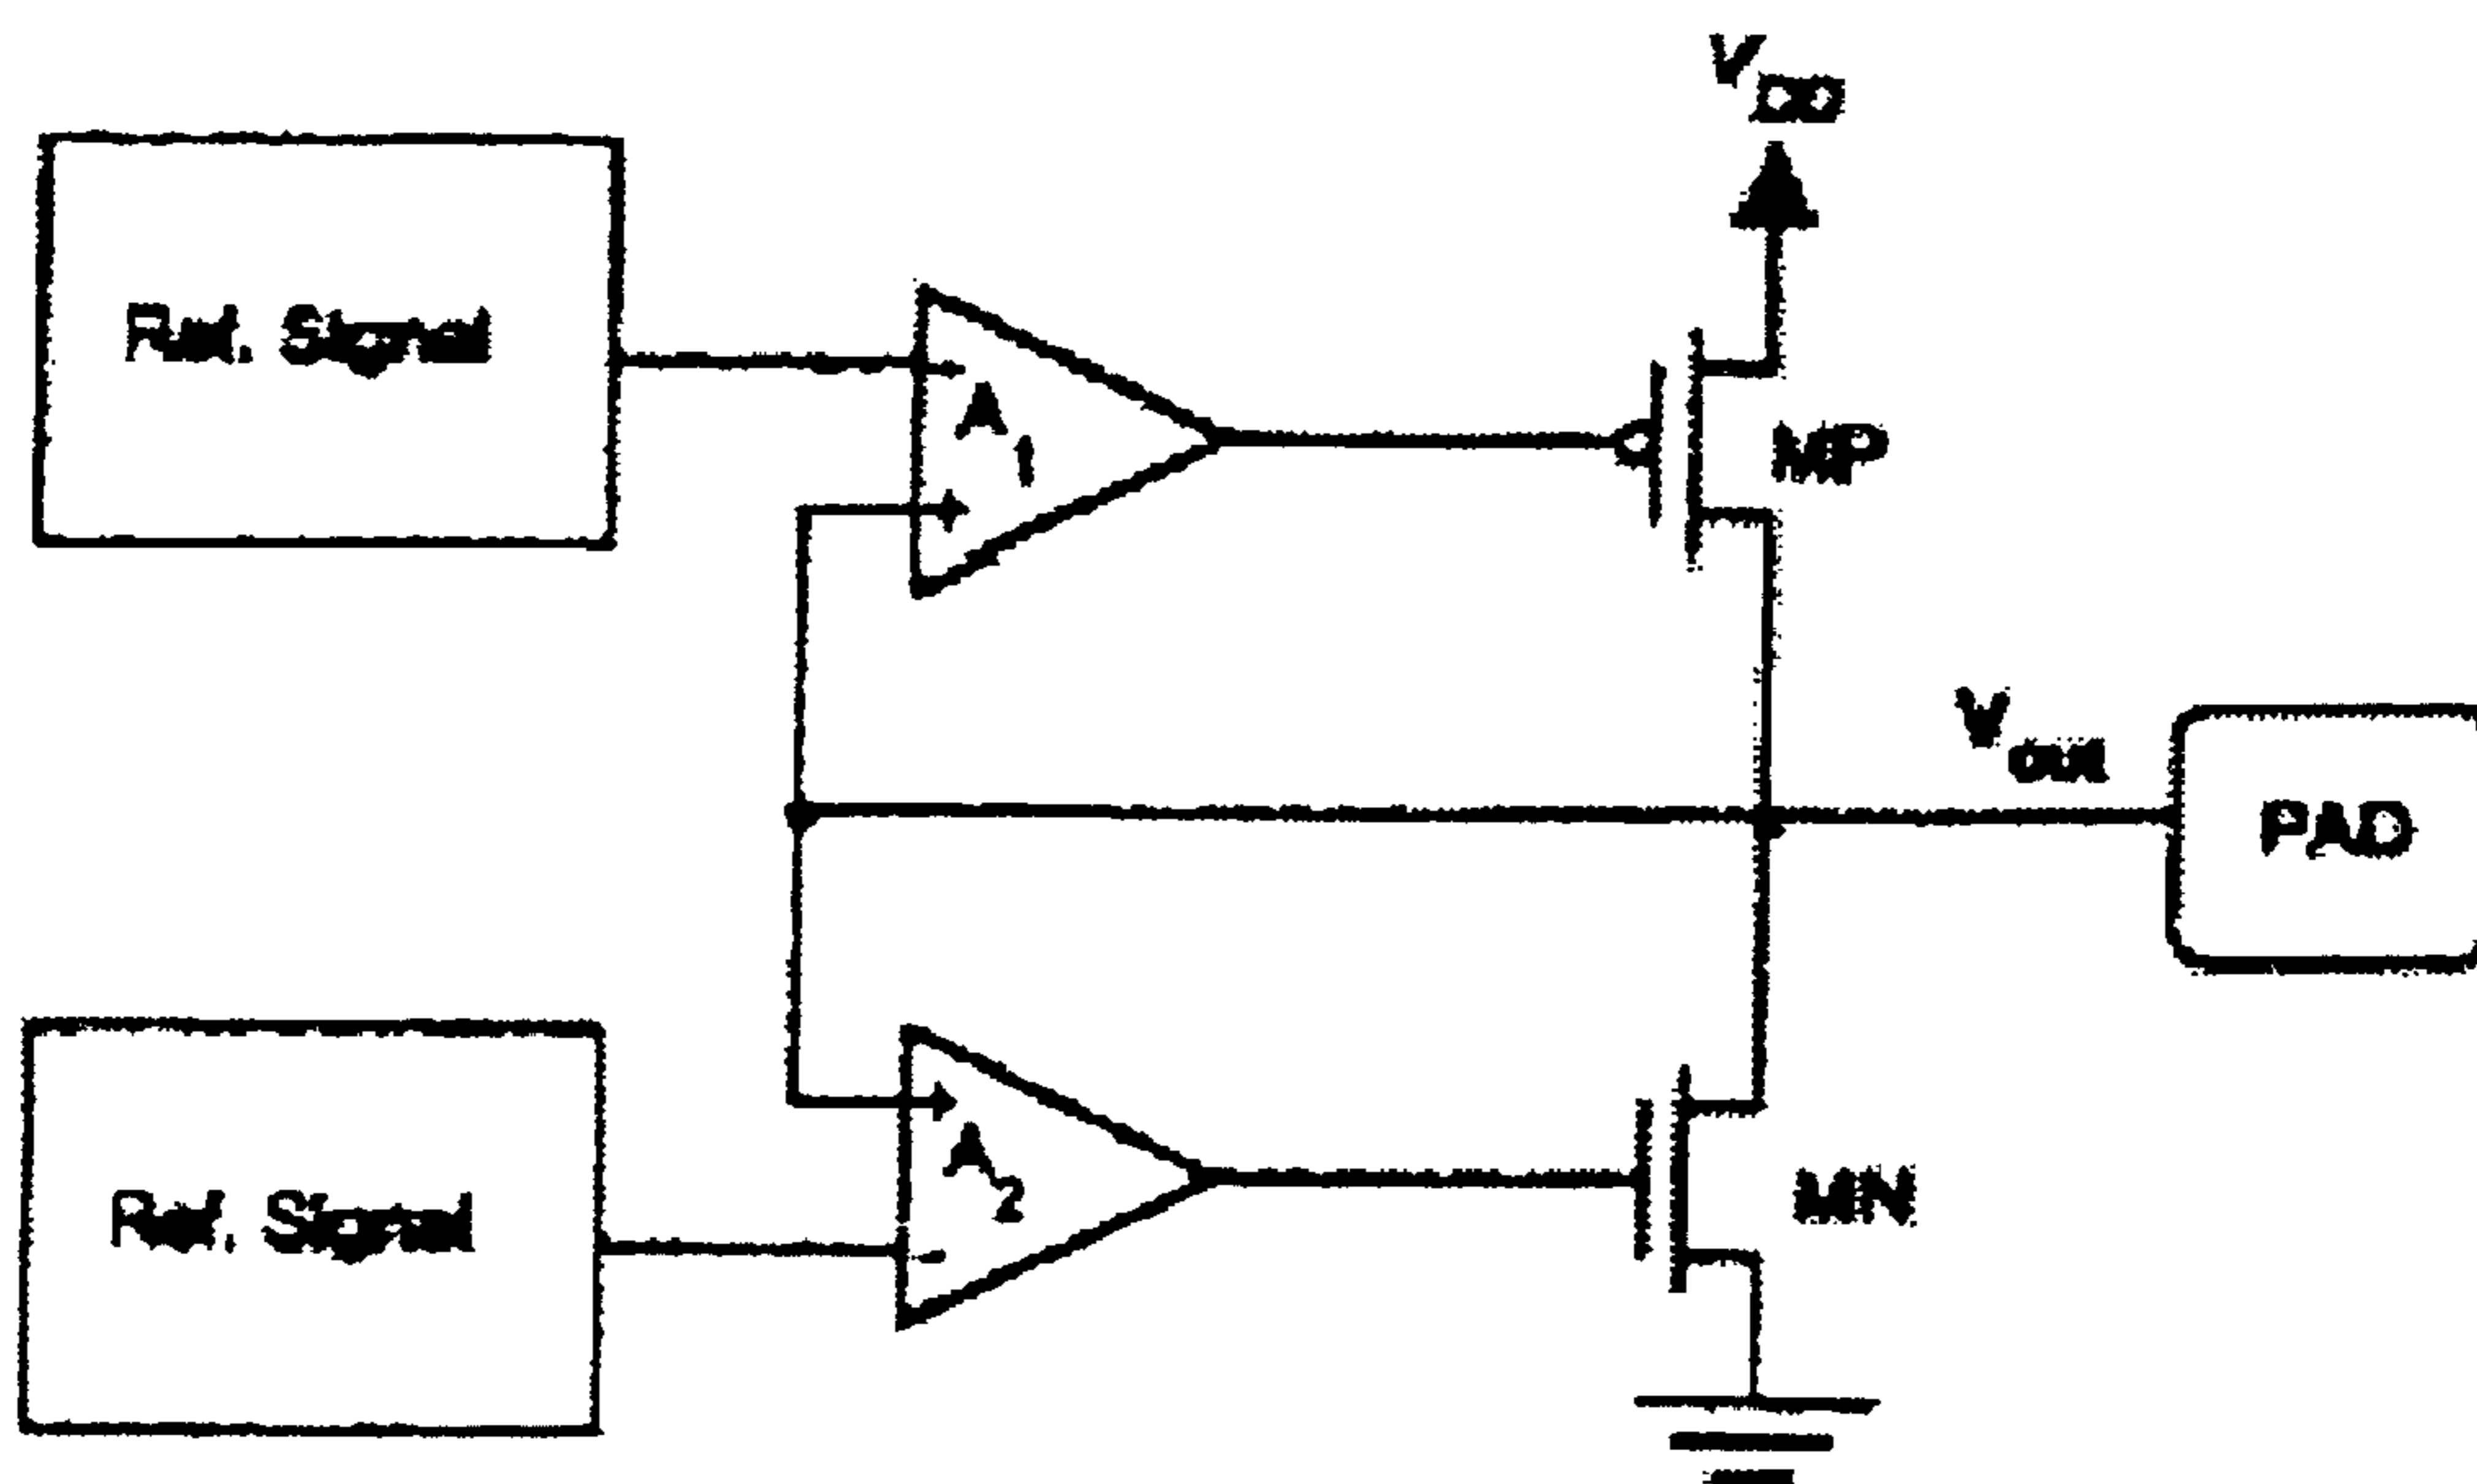 VDD
Ref. Signal
-
A1
+
MP
Vout
PAD
+
A2
-
Ref. Signal
MN